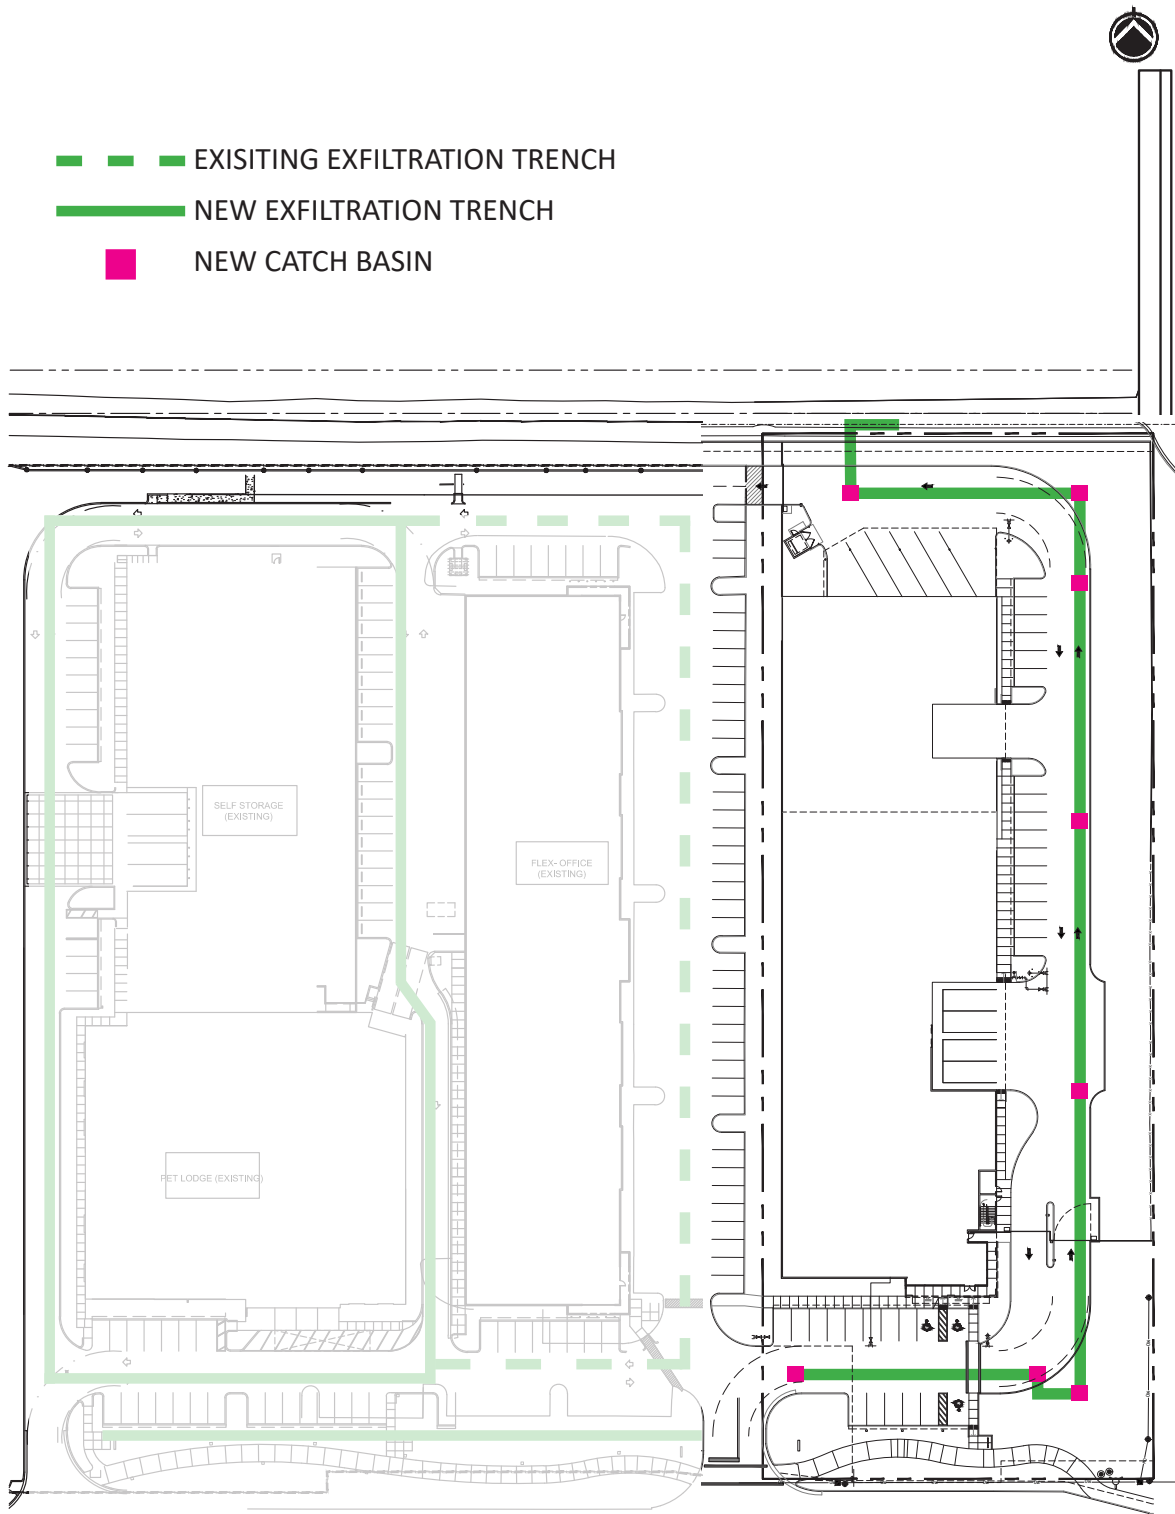 EXISITING EXFILTRATION TRENCH
NEW EXFILTRATION TRENCH
NEW CATCH BASIN
SELF STORAGE
(EXISTING)
FLEX- OFFICE
(EXISTING)
PET LODGE (EXISTING)